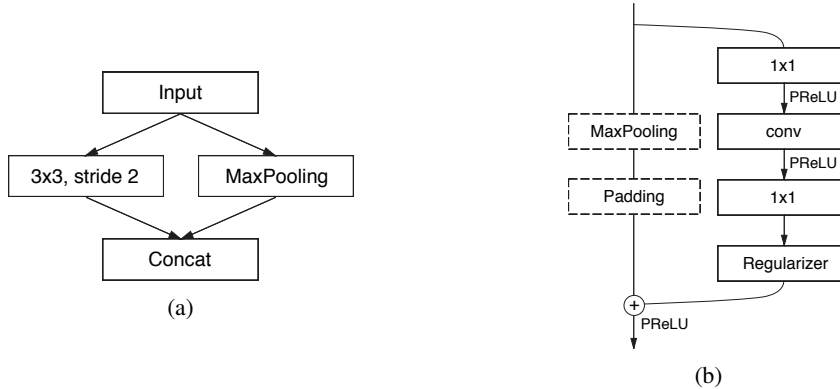 Input
3x3, stride 2
MaxPooling
Concat
(a)
1x1
PReLU
MaxPooling
conv
PReLU
Padding
1x1
Regularizer
+
PReLU
(b)